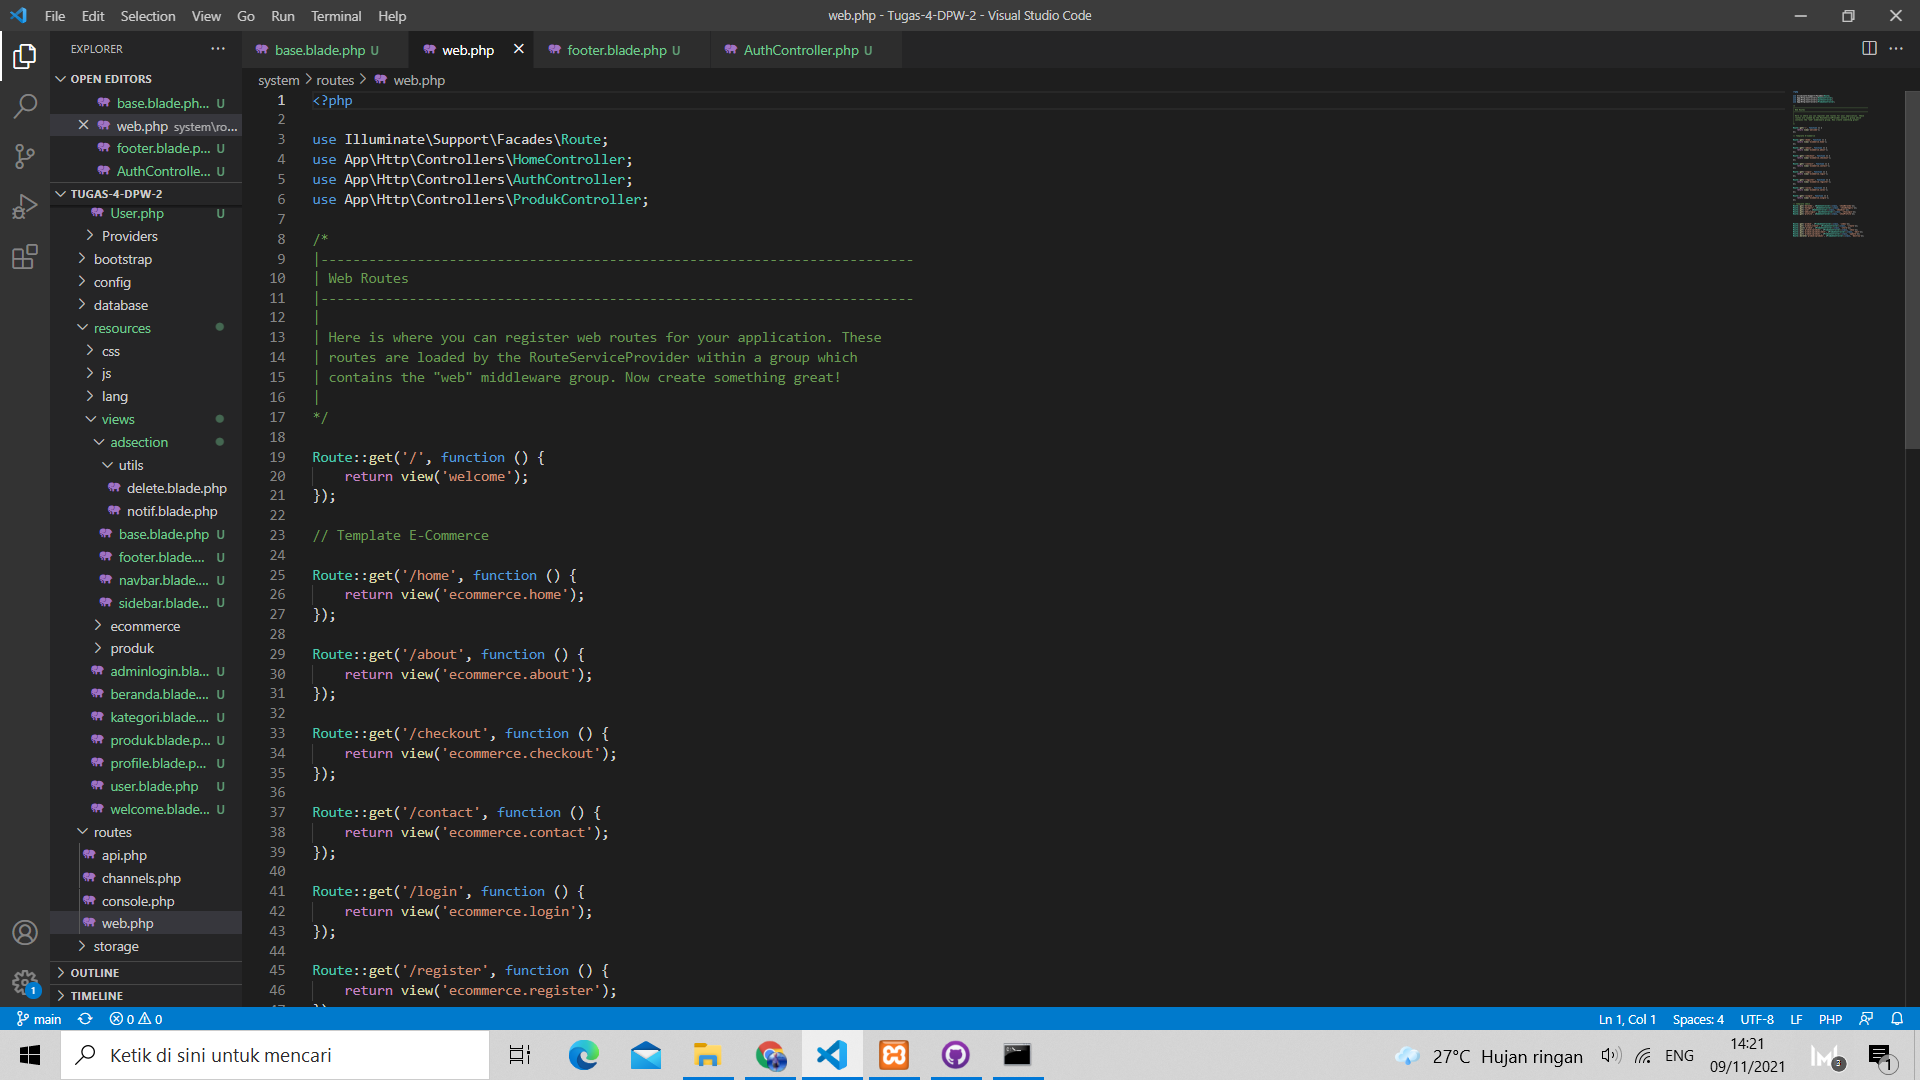 File Edit Selection View Go Run Terminal Help
web.php - Tugas-4-DPW-2 - Visual Studio Code
EXPLORER
base.blade.php U
web.php
footer.blade.php U
AuthController.php U
OPEN EDITORS
base.blade.ph... U
web.php system\ro...
footer.blade.p... U
AuthControlle... U
TUGAS-4-DPW-2
User.php U
Providers
bootstrap
config
database
resources
css
js
lang
views
adsection
utils
delete.blade.php
notif.blade.php
base.blade.php U
footer.blade.... U
navbar.blade.... U
sidebar.blade... U
ecommerce
produk
adminlogin.bla... U
beranda.blade.... U
kategori.blade.... U
produk.blade.p... U
profile.blade.p... U
user.blade.php U
welcome.blade... U
routes
api.php
channels.php
console.php
web.php
storage
OUTLINE
TIMELINE
system > routes > web.php
1 <?php
2
3 use Illuminate\Support\Facades\Route;
4 use App\Http\Controllers\HomeController;
5 use App\Http\Controllers\AuthController;
6 use App\Http\Controllers\ProdukController;
7
8 /*
9 |--------------------------------------------------------------------------
10 | Web Routes
11 |--------------------------------------------------------------------------
12 |
13 | Here is where you can register web routes for your application. These
14 | routes are loaded by the RouteServiceProvider within a group which
15 | contains the "web" middleware group. Now create something great!
16 |
17 */
18
19 Route::get('/', function () {
20 return view('welcome');
21 });
22
23 // Template E-Commerce
24
25 Route::get('/home', function () {
26 return view('ecommerce.home');
27 });
28
29 Route::get('/about', function () {
30 return view('ecommerce.about');
31 });
32
33 Route::get('/checkout', function () {
34 return view('ecommerce.checkout');
35 });
36
37 Route::get('/contact', function () {
38 return view('ecommerce.contact');
39 });
40
41 Route::get('/login', function () {
42 return view('ecommerce.login');
43 });
44
45 Route::get('/register', function () {
46 return view('ecommerce.register');
1
main 0 0
Ln 1, Col 1 Spaces: 4 UTF-8 LF PHP
Ketik di sini untuk mencari
27°C Hujan ringan
ENG
14:21
09/11/2021
3
1